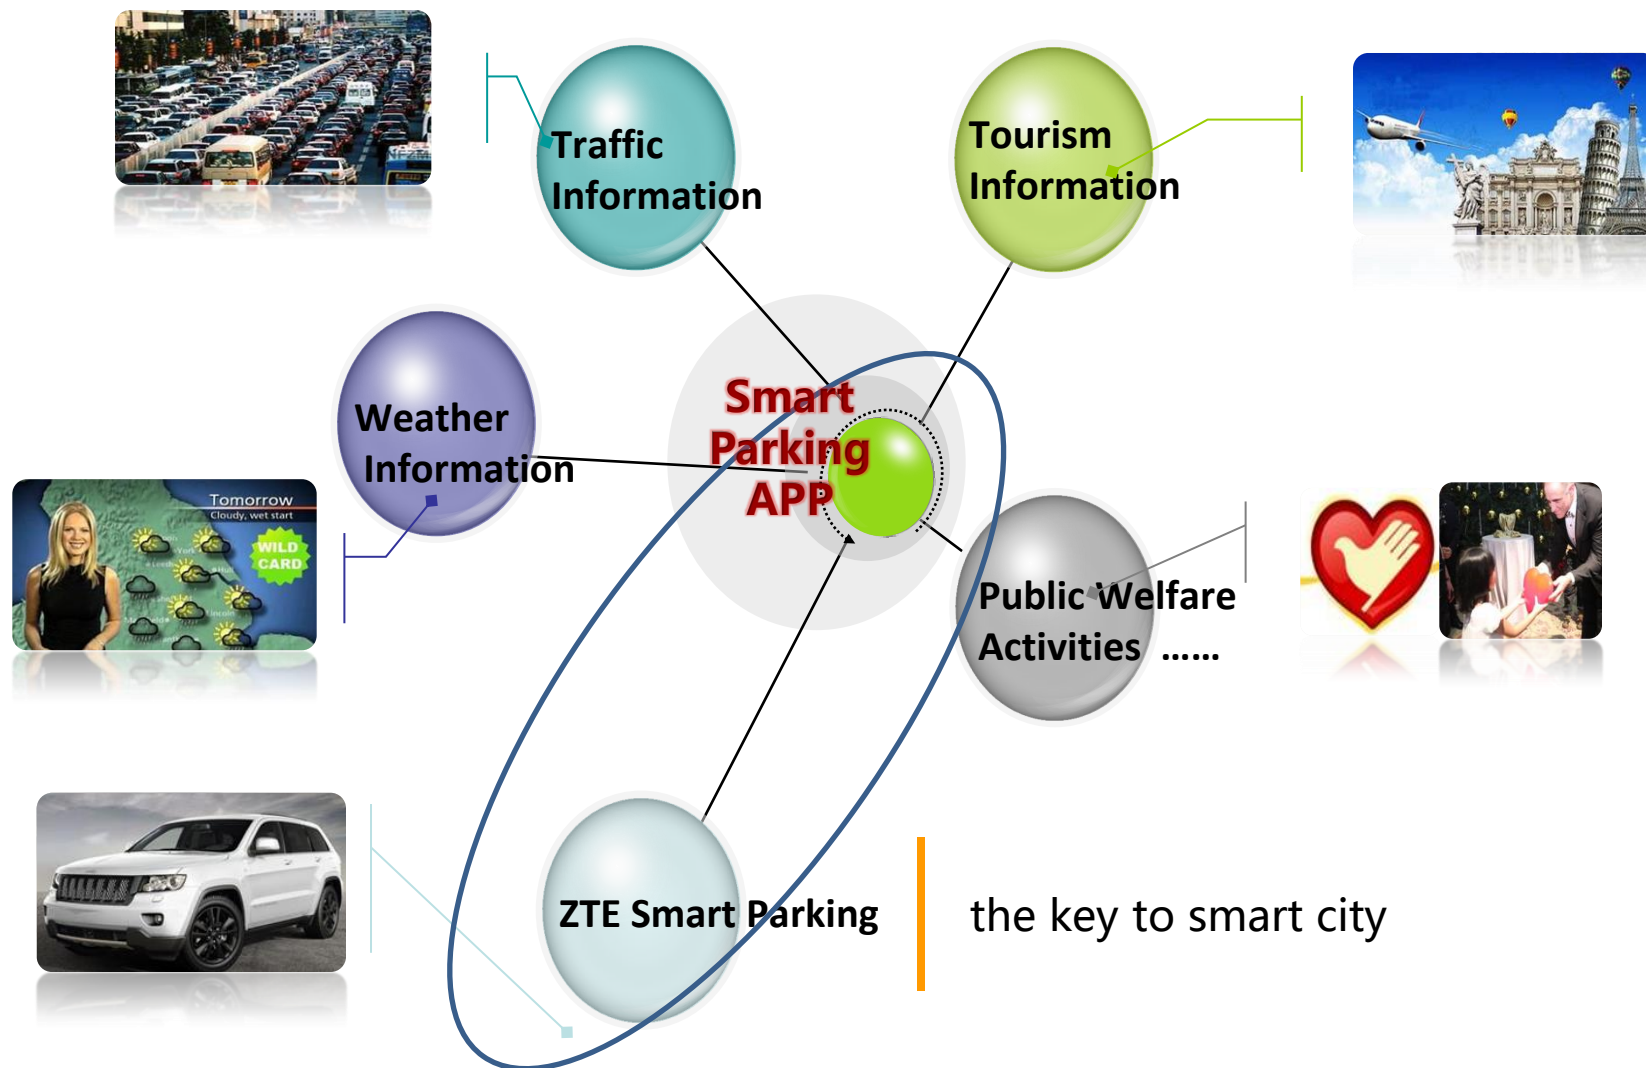 Traffic
Information
Tourism
Information
Smart
Parking
APP
Weather
Information
Tomorrow
Cloudy, wet start
WILD
CARD
Public Welfare
Activities ......
ZTE Smart Parking
the key to smart city